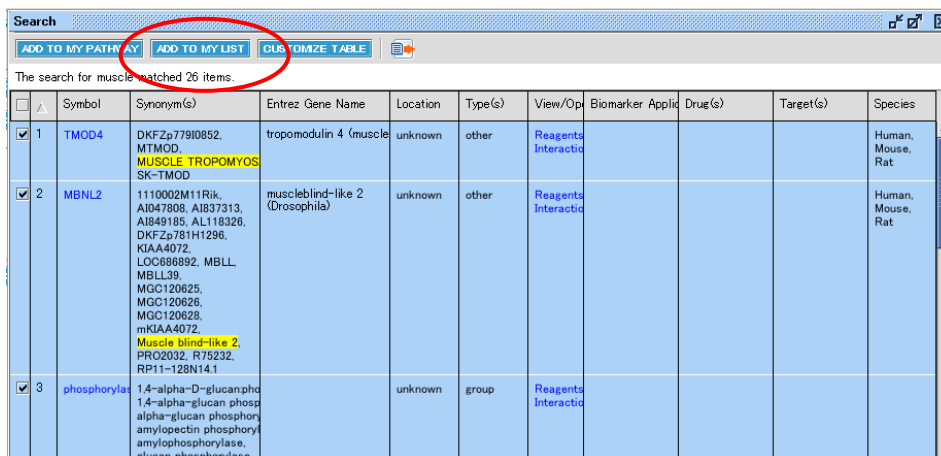 Search
ADD TO MY PATHWAY ADD TO MY LIST CUSTOMIZE TABLE
The search for muscle matched 26 items.
Symbol Synonym(s) Entrez Gene Name Location Type(s) View/Op Biomarker Applic Drug(s) Target(s) Species
1 TMOD4 DKFZp779I0852, tropomodulin 4 (muscle unknown other Reagents Human,
MTMOD, Interactio Mouse,
MUSCLE TROPOMYOS Rat
SK-TMOD
2 MBNL2 1110002M11Rik, muscleblind-like 2 unknown other Reagents Human,
AI047808, AI837313, (Drosophila) Interactio Mouse,
AI849185, AL118326, Rat
DKFZp781H1296,
KIAA4072,
LOC686892, MBLL,
MBLL39,
MGC120625,
MGC120626,
MGC120628,
mKIAA4072,
Muscle blind-like 2,
PRO2032, R75232,
RP11-128N14.1
3 phosphorylas 1,4-alpha-D-glucan:pho unknown group Reagents
1,4-alpha-glucan phosp Interactio
alpha-glucan phosphory
amylopectin phosphoryl
amylophosphorylase,